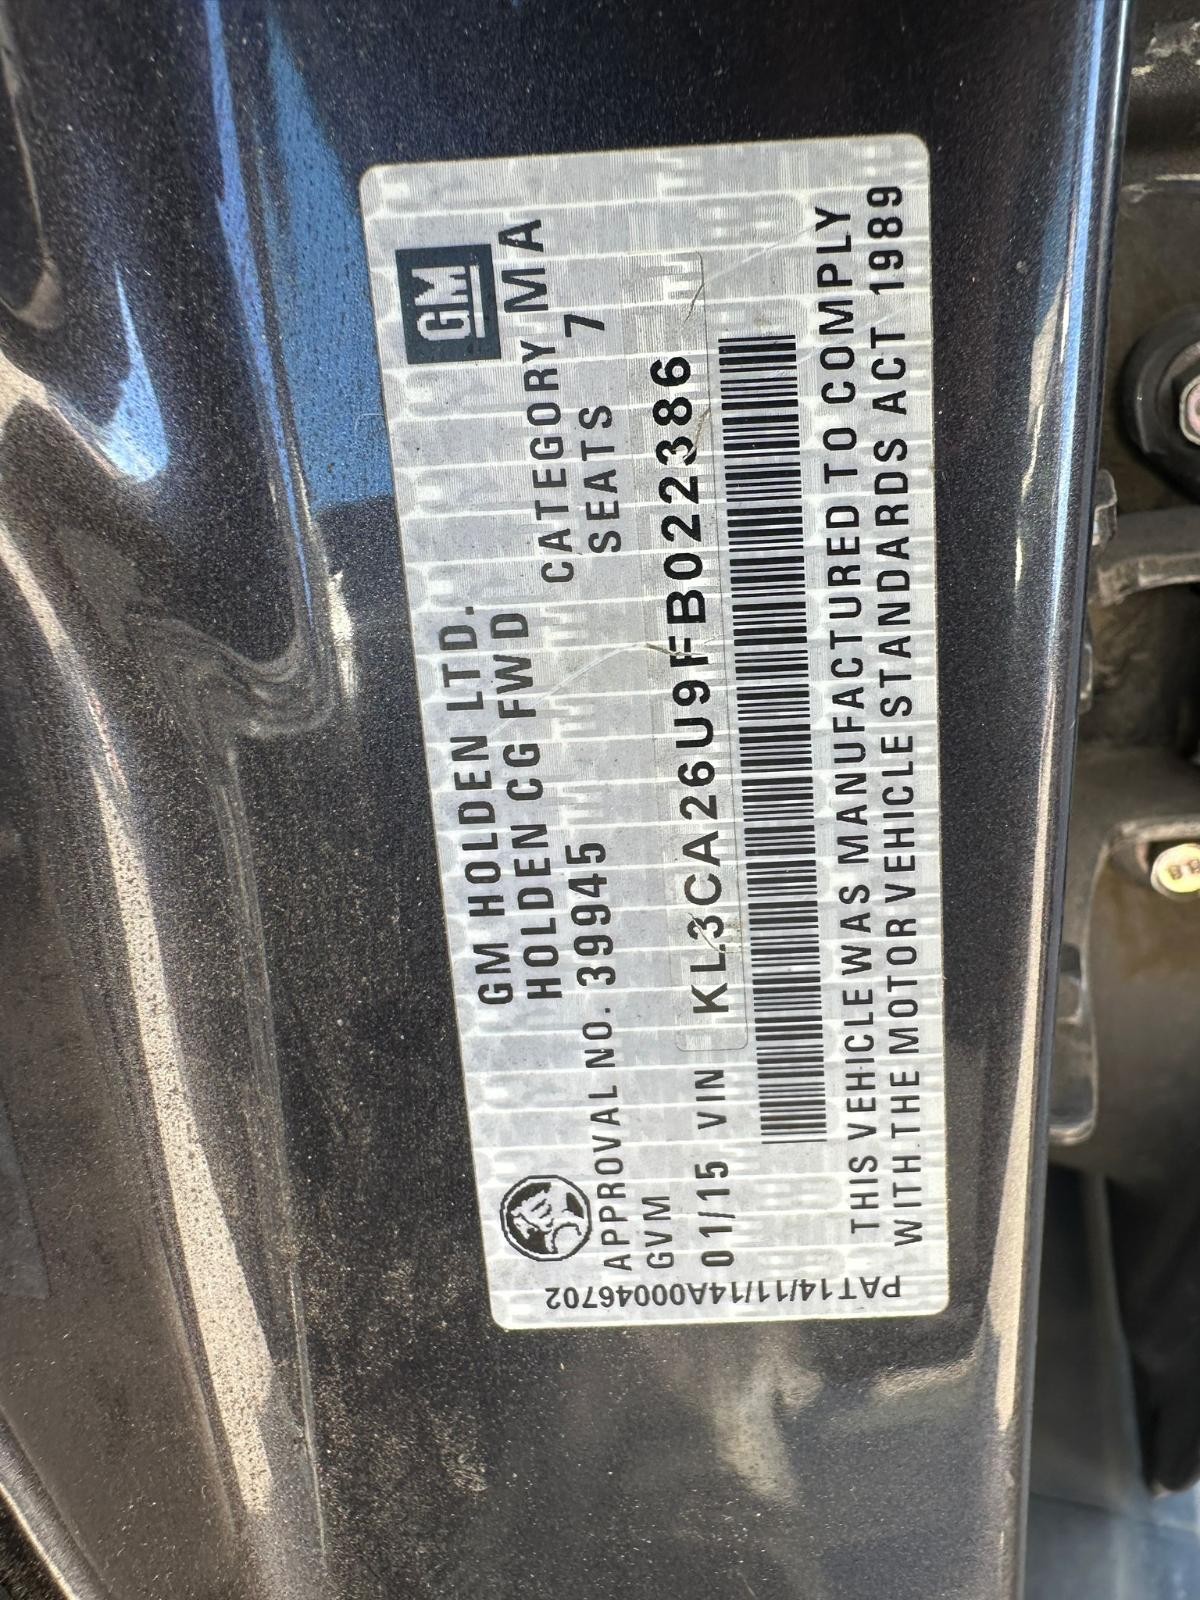 GM
GM HOLDEN LTD.
HOLDEN CG FWD CATEGORY MA
APPROVAL NO. 39945 SEATS 7
GVM
01/15 VIN KL3CA26U9FB022386
THIS VEHICLE WAS MANUFACTURED TO COMPLY
WITH THE MOTOR VEHICLE STANDARDS ACT 1989
PAT14/11/14A00046702